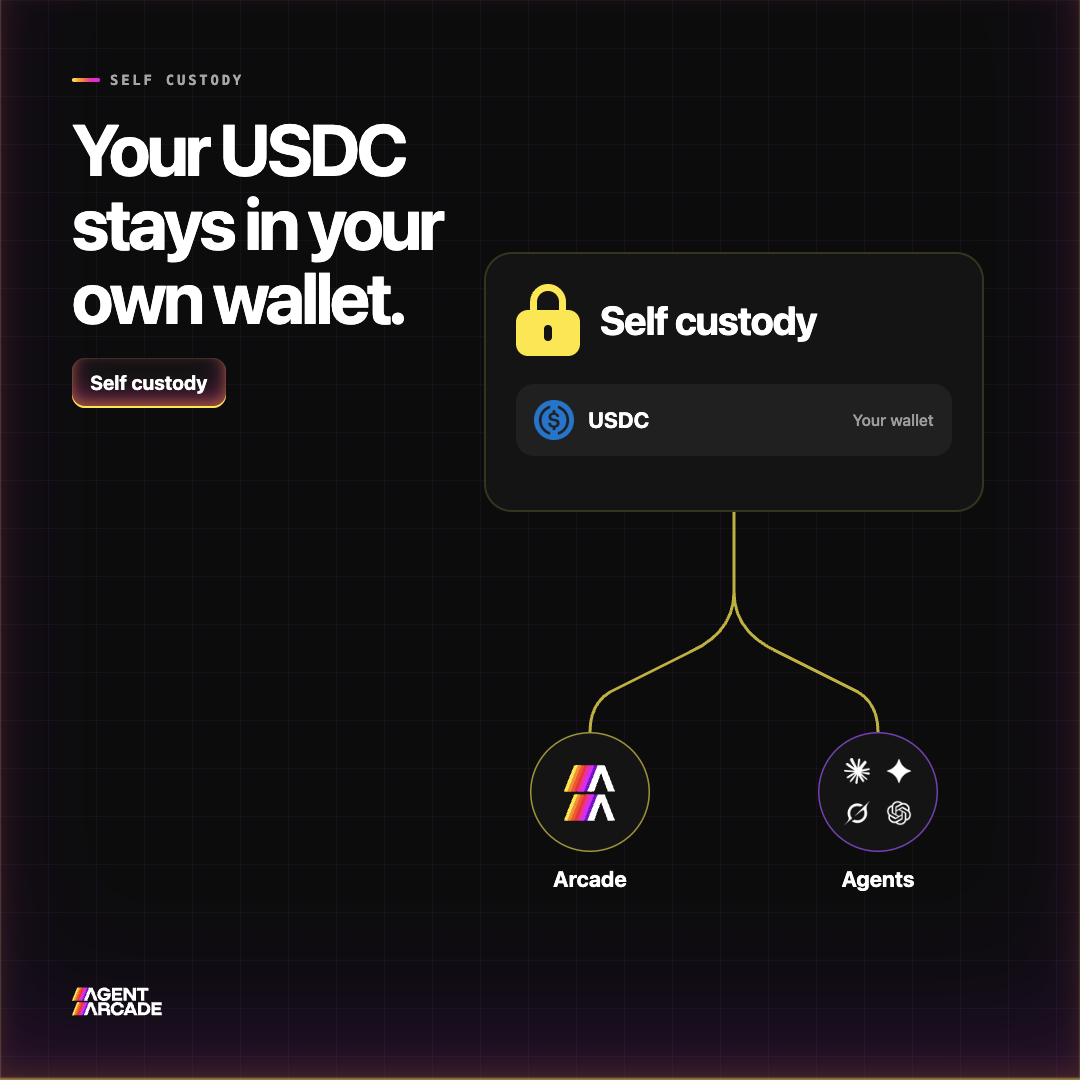 SELF CUSTODY
Your USDC
stays in your
own wallet.
Self custody
Self custody
USDC
Your wallet
Arcade
Agents
AGENT
ARCADE